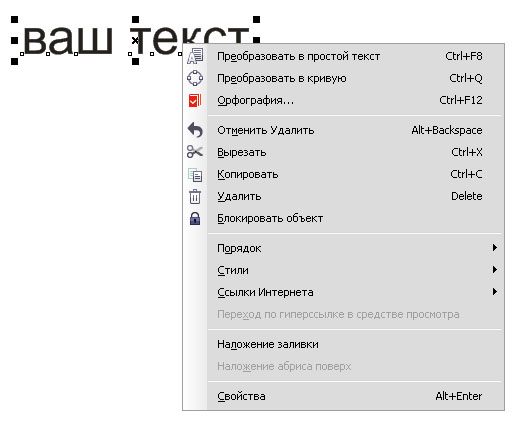 ваш текст
Преобразовать в простой текст Ctrl+F8
Преобразовать в кривую Ctrl+Q
Орфография... Ctrl+F12
Отменить Удалить Alt+Backspace
Вырезать Ctrl+X
Копировать Ctrl+C
Удалить Delete
Блокировать объект
Порядок
Стили
Ссылки Интернета
Переход по гиперссылке в средстве просмотра
Наложение заливки
Наложение абриса поверх
Свойства Alt+Enter